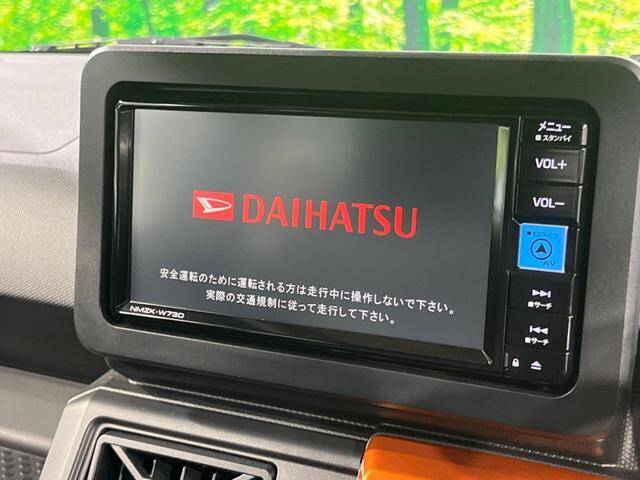 DAIHATSU
安全運転のために運転される方は走行中に操作しないで下さい。
実際の交通規制に従って走行して下さい。
NMZK-W73D
メニュー
スタンバイ
VOL+
VOL−
AV
サーチ
サーチ